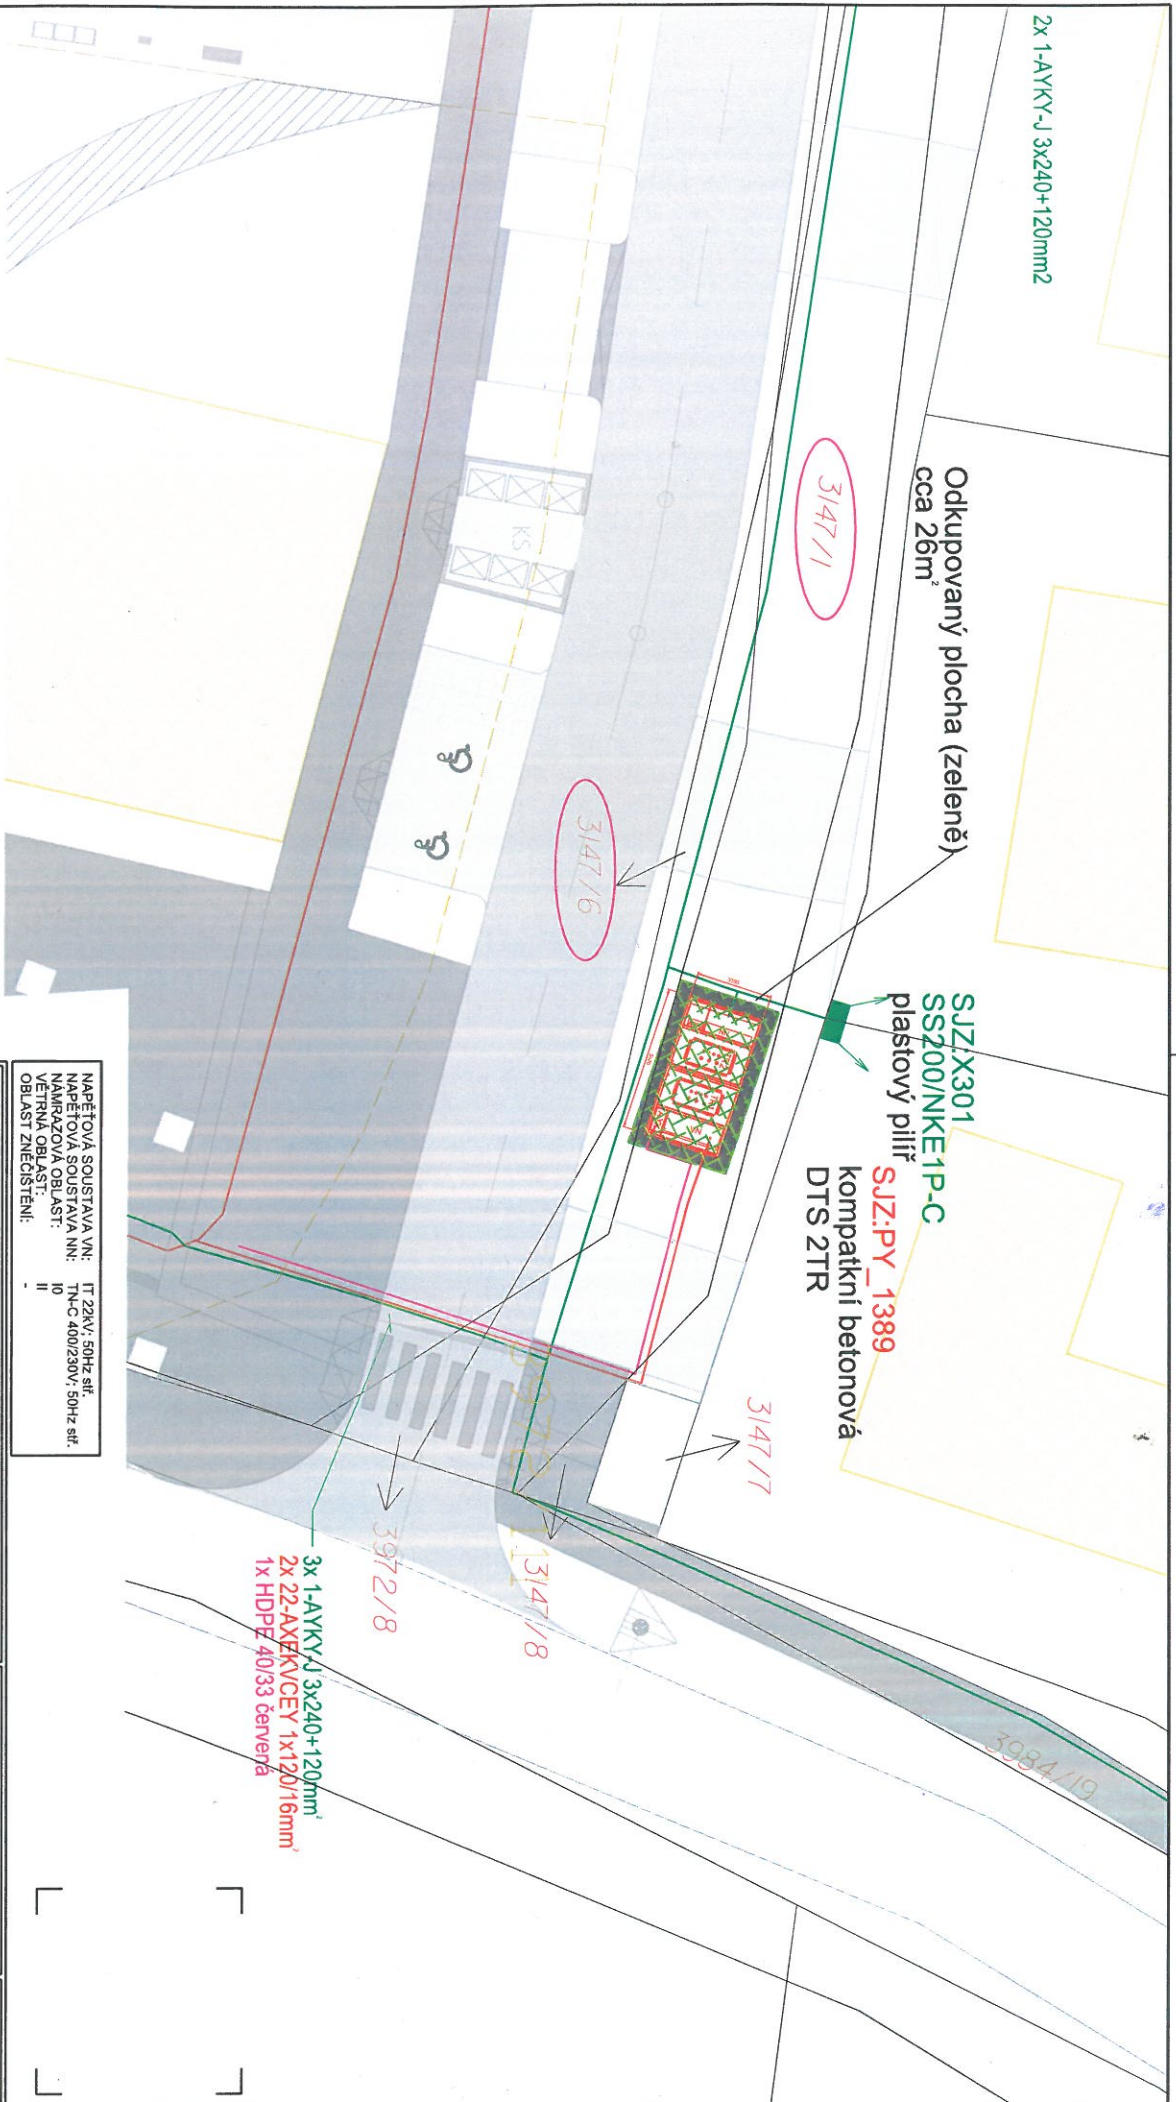 2x 1-AYKY-J 3x240+120mm2
Odkupovaný plocha (zeleně)
cca 26m²
3147/1
3147/6
KS
SJZ:X301
SS200/NKE1P-C
plastový pilíř
SJZ:PY_1389
kompatkní betonová
DTS 2TR
3147/7
3147/8
3972/8
3984/19
3x 1-AYKY-J 3x240+120mm²
2x 22-AXEKVCEY 1x120/16mm²
1x HDPE 40/33 červená
NAPĚŤOVÁ SOUSTAVA VN: IT 22kV; 50Hz stř.
NAPĚŤOVÁ SOUSTAVA NN: TN-C 400/230V; 50Hz stř.
NÁMRAZOVÁ OBLAST: I0
VĚTRNÁ OBLAST: II
OBLAST ZNEČIŠTĚNÍ: -